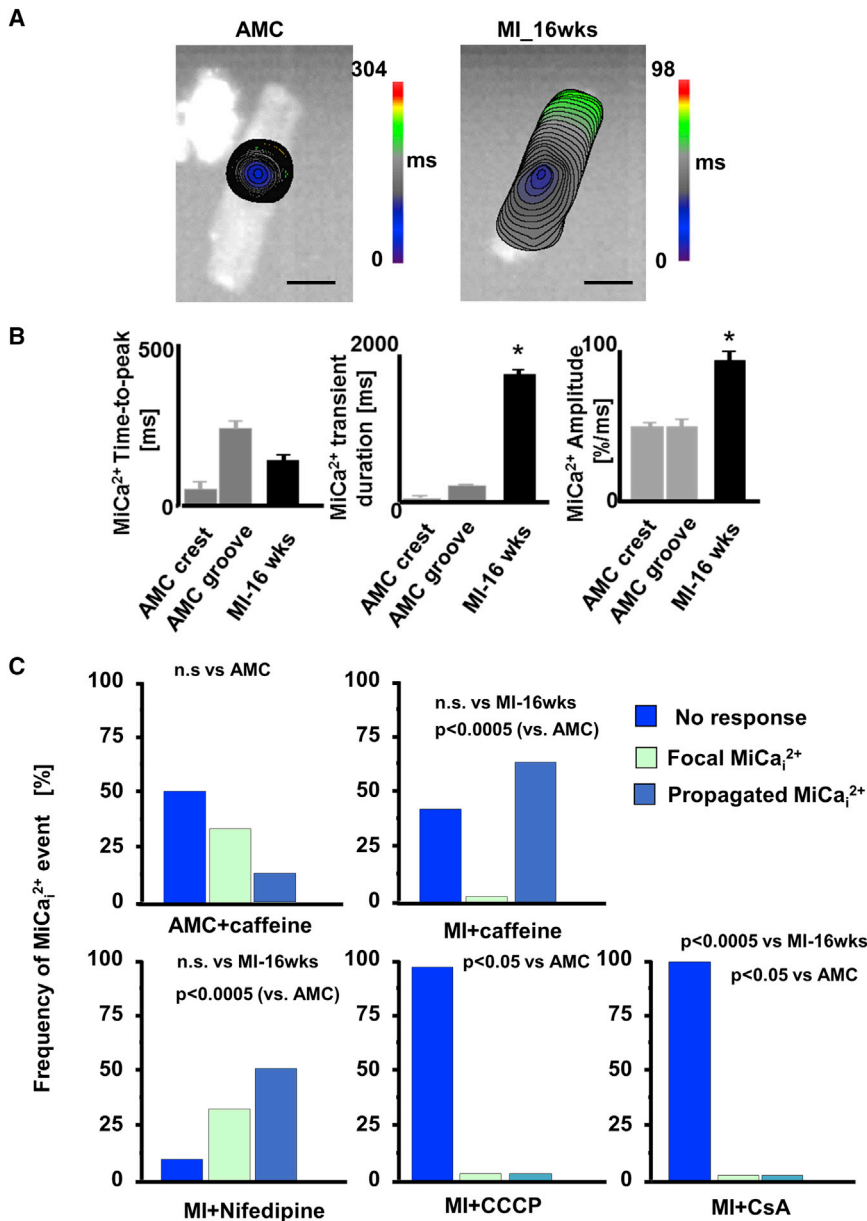 A
AMC
MI_16wks
304
ms
0
98
ms
0
B
500
0
MiCa²⁺ Time-to-peak
[ms]
AMC crest
AMC groove
MI-16 wks
2000
0
MiCa²⁺ transient
duration [ms]
*
AMC crest
AMC groove
MI-16 wks
100
0
MiCa²⁺ Amplitude
[%/ms]
*
AMC crest
AMC groove
MI-16 wks
C
Frequency of MiCaᵢ²⁺ event [%]
100
75
50
25
0
n.s vs AMC
AMC+caffeine
100
75
50
25
0
n.s. vs MI-16wks
p<0.0005 (vs. AMC)
MI+caffeine
No response
Focal MiCaᵢ²⁺
Propagated MiCaᵢ²⁺
100
75
50
25
0
n.s. vs MI-16wks
p<0.0005 (vs. AMC)
MI+Nifedipine
100
75
50
25
0
p<0.05 vs AMC
MI+CCCP
100
75
50
25
0
p<0.0005 vs MI-16wks
p<0.05 vs AMC
MI+CsA